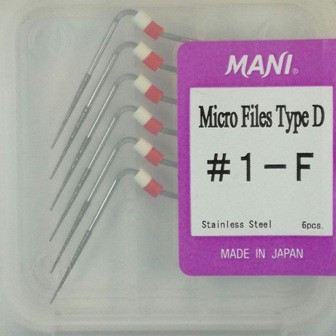 MANI®
Micro Files Type D
#1-F
Stainless Steel 6pcs.
MADE IN JAPAN